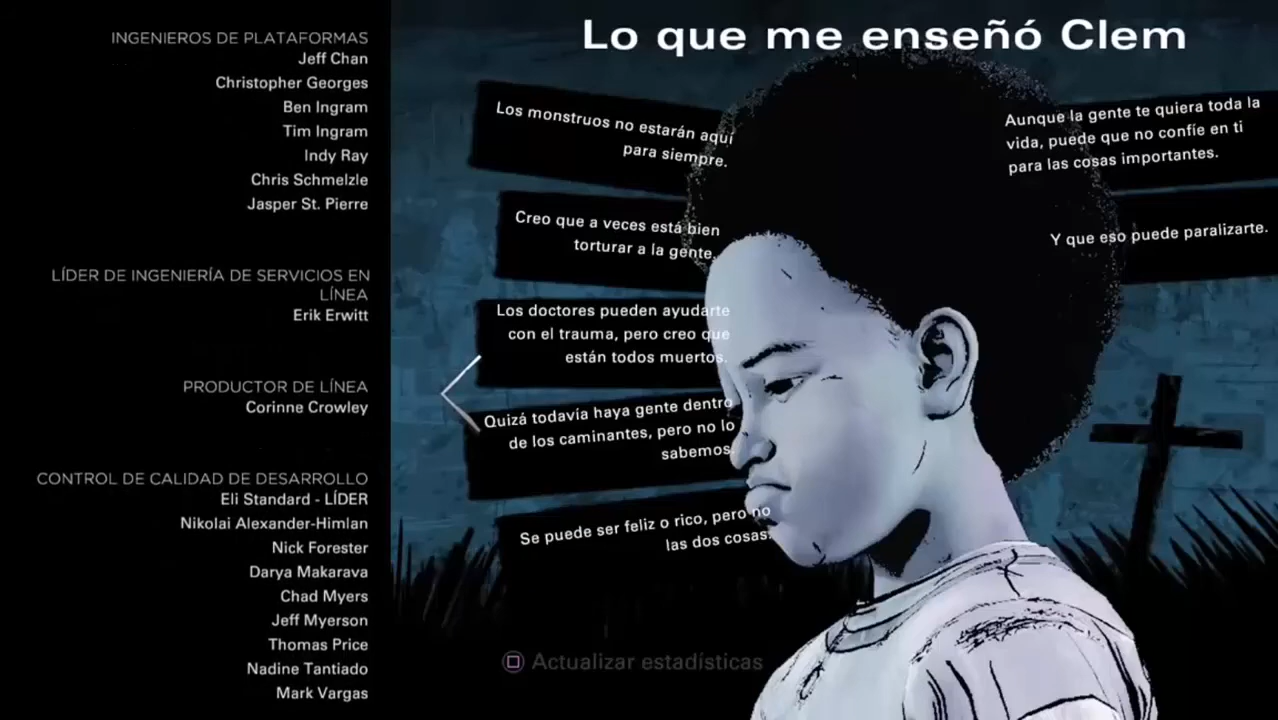 INGENIEROS DE PLATAFORMAS
Jeff Chan
Christopher Georges
Ben Ingram
Tim Ingram
Indy Ray
Chris Schmelzle
Jasper St. Pierre
LÍDER DE INGENIERÍA DE SERVICIOS EN
LÍNEA
Erik Erwitt
PRODUCTOR DE LÍNEA
Corinne Crowley
CONTROL DE CALIDAD DE DESARROLLO
Eli Standard - LÍDER
Nikolai Alexander-Himlan
Nick Forester
Darya Makarava
Chad Myers
Jeff Myerson
Thomas Price
Nadine Tantiado
Mark Vargas
Lo que me enseñó Clem
Los monstruos no estarán aquí
para siempre.
Creo que a veces está bien
torturar a la gente.
Los doctores pueden ayudarte
con el trauma, pero creo que
están todos muertos.
Quizá todavía haya gente dentro
de los caminantes, pero no lo
sabemos.
Se puede ser feliz o rico, pero no
las dos cosas.
Aunque la gente te quiera toda la
vida, puede que no confíe en ti
para las cosas importantes.
Y que eso puede paralizarte.
Actualizar estadísticas